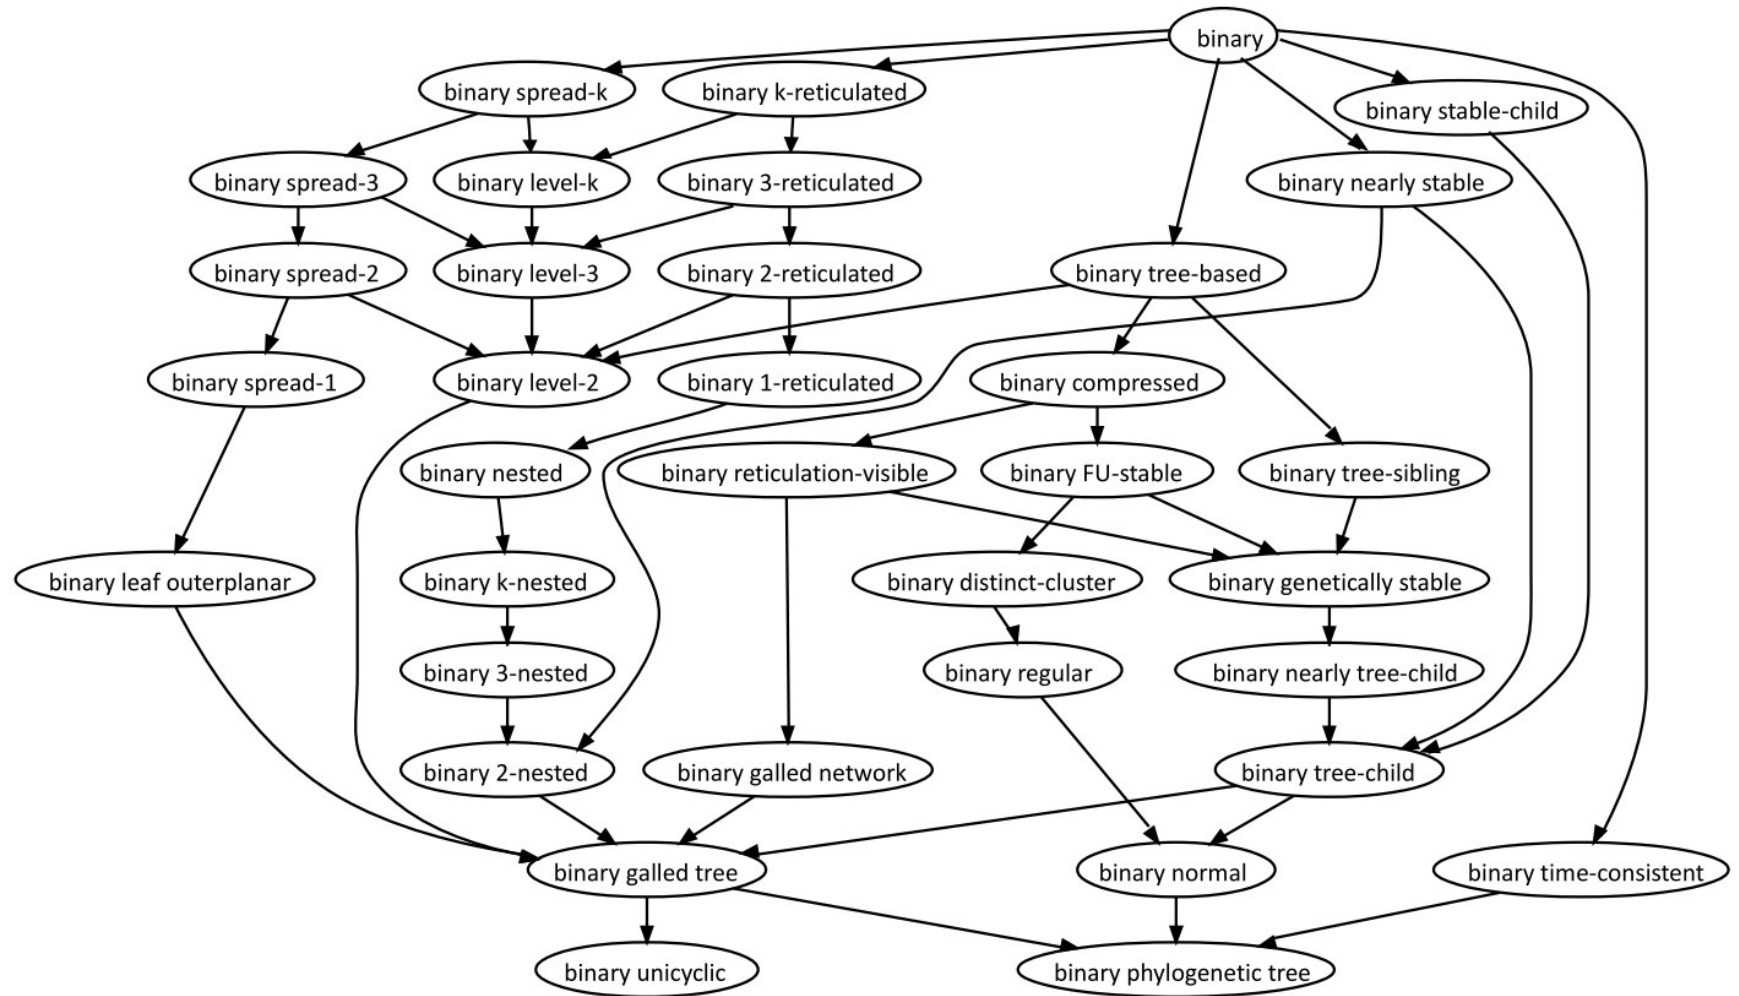 binary
binary spread-k
binary k-reticulated
binary stable-child
binary spread-3
binary level-k
binary 3-reticulated
binary nearly stable
binary spread-2
binary level-3
binary 2-reticulated
binary tree-based
binary spread-1
binary level-2
binary 1-reticulated
binary compressed
binary nested
binary reticulation-visible
binary FU-stable
binary tree-sibling
binary leaf outerplanar
binary k-nested
binary distinct-cluster
binary genetically stable
binary 3-nested
binary regular
binary nearly tree-child
binary 2-nested
binary galled network
binary tree-child
binary galled tree
binary normal
binary time-consistent
binary unicyclic
binary phylogenetic tree